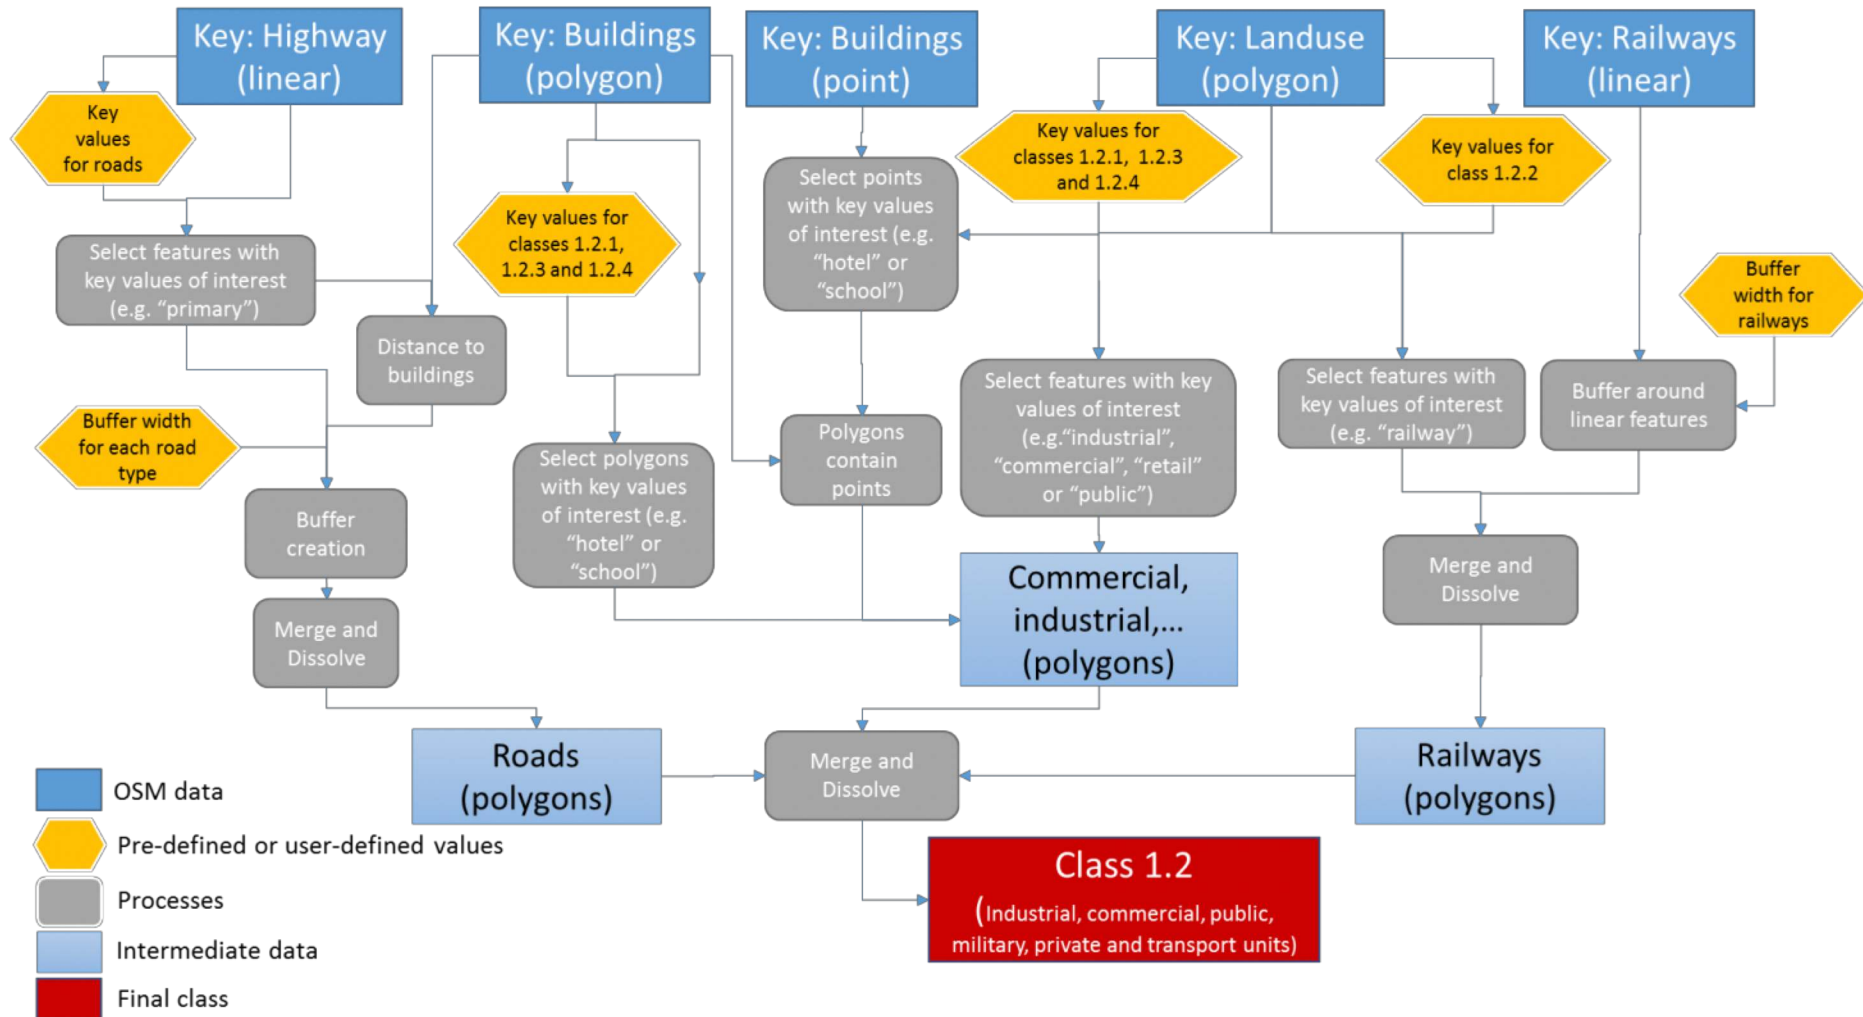 Key: Highway
(linear)
Key: Buildings
(polygon)
Key: Buildings
(point)
Key: Landuse
(polygon)
Key: Railways
(linear)
Key
values
for roads
Key values for
classes 1.2.1, 1.2.3
and 1.2.4
Key values for
class 1.2.2
Select points
with key values
of interest (e.g.
“hotel” or
“school”)
Key values for
classes 1.2.1,
1.2.3 and 1.2.4
Select features with
key values of interest
(e.g. “primary”)
Buffer
width for
railways
Distance to
buildings
Select features with key
values of interest
(e.g.“industrial”,
“commercial”, “retail”
or “public”)
Select features with
key values of interest
(e.g. “railway”)
Buffer around
linear features
Buffer width
for each road
type
Select polygons
with key values
of interest (e.g.
“hotel” or
“school”)
Polygons
contain
points
Buffer
creation
Merge and
Dissolve
Commercial,
industrial,...
(polygons)
Merge and
Dissolve
Roads
(polygons)
Merge and
Dissolve
Railways
(polygons)
Class 1.2
(Industrial, commercial, public,
military, private and transport units)
OSM data
Pre-defined or user-defined values
Processes
Intermediate data
Final class